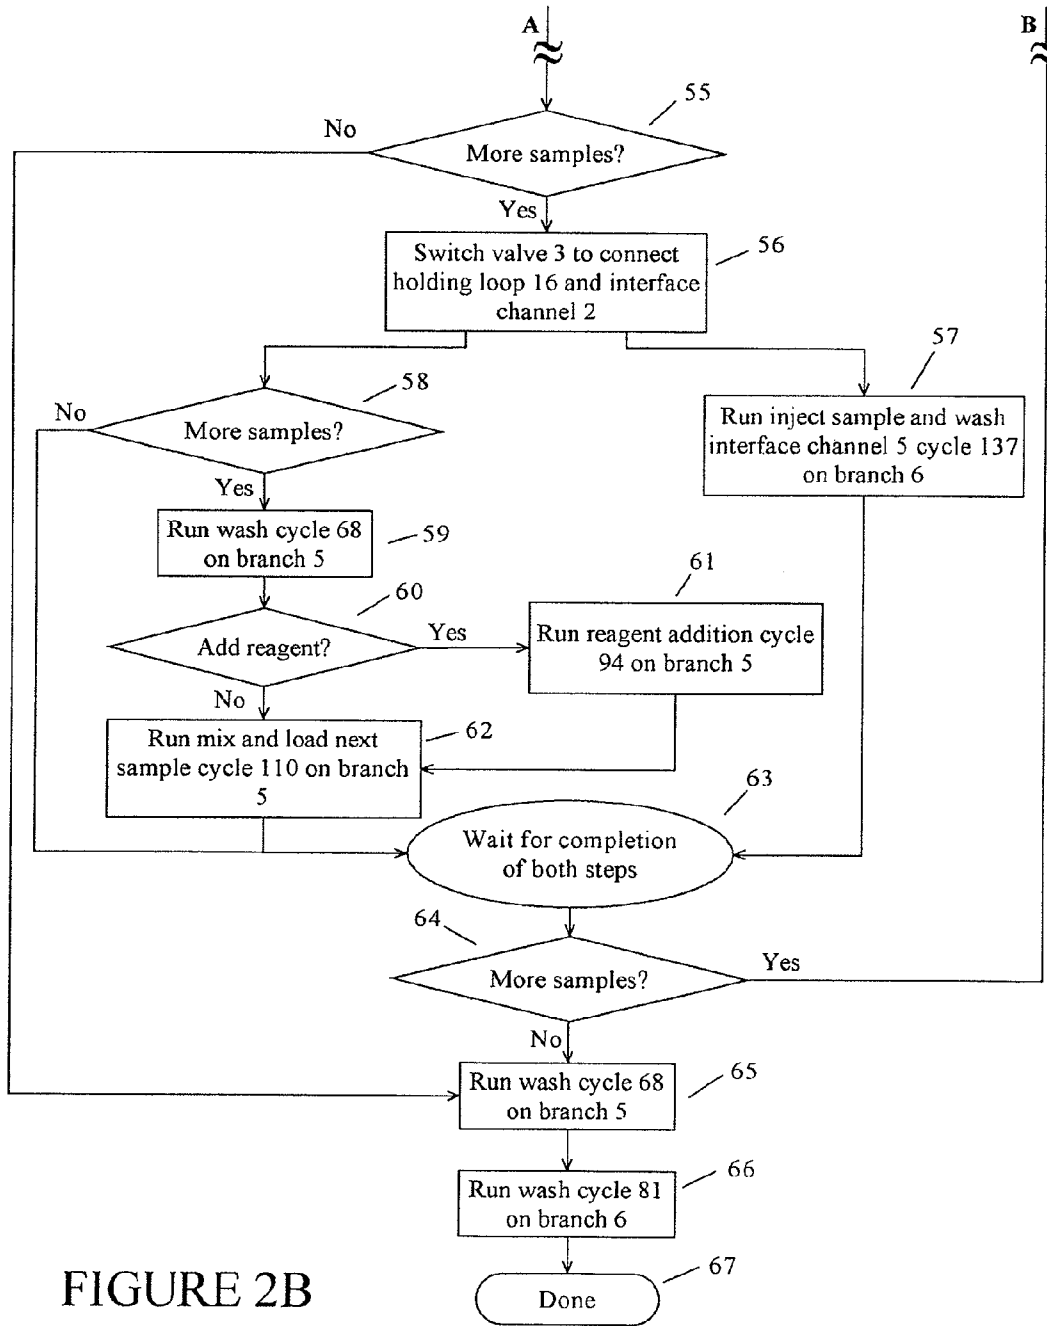 A
B
55
No
More samples?
Yes
Switch valve 3 to connect
holding loop 16 and interface
channel 2
56
57
58
No
More samples?
Run inject sample and wash
interface channel 5 cycle 137
on branch 6
Yes
Run wash cycle 68
on branch 5
59
60
61
Add reagent?
Yes
Run reagent addition cycle
94 on branch 5
No
62
Run mix and load next
sample cycle 110 on branch
5
63
Wait for completion
of both steps
64
More samples?
Yes
No
Run wash cycle 68
on branch 5
65
66
Run wash cycle 81
on branch 6
67
Done
FIGURE 2B